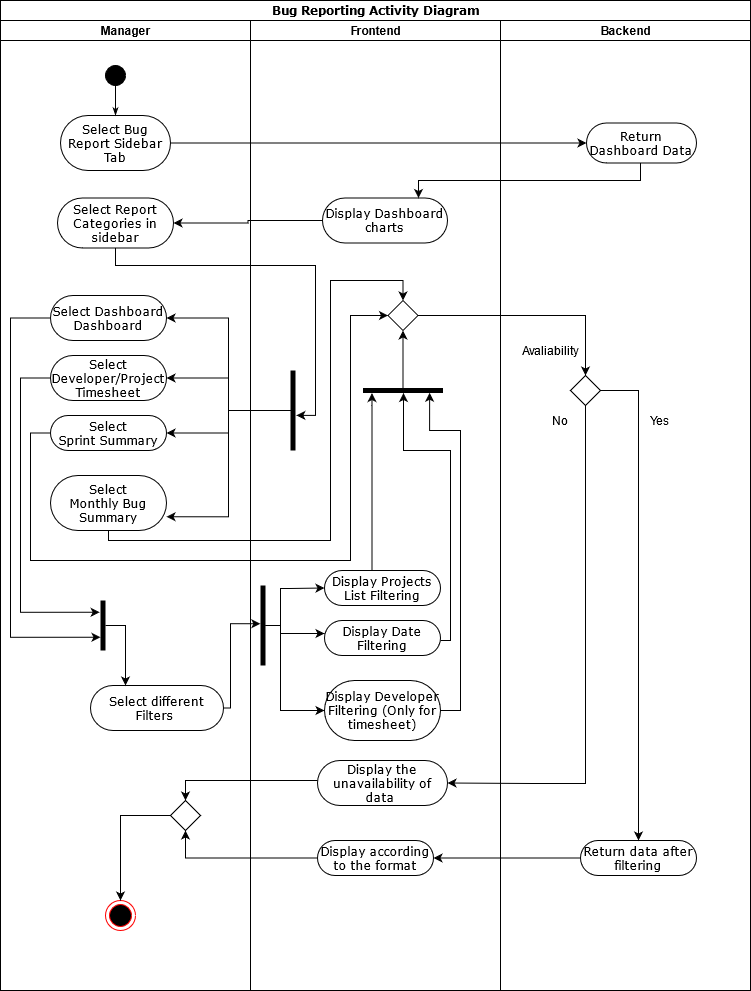 Bug Reporting Activity Diagram
Manager
Frontend
Backend
Select Bug
Report Sidebar
Tab
Return
Dashboard Data
Select Report
Categories in
sidebar
Display Dashboard
charts
Select Dashboard
Dashboard
Avaliability
Select
Developer/Project
Timesheet
No
Yes
Select
Sprint Summary
Select
Monthly Bug
Summary
Display Projects
List Filtering
Display Date
Filtering
Select different
Filters
Display Developer
Filtering (Only for
timesheet)
Display the
unavailability of
data
Display according
to the format
Return data after
filtering